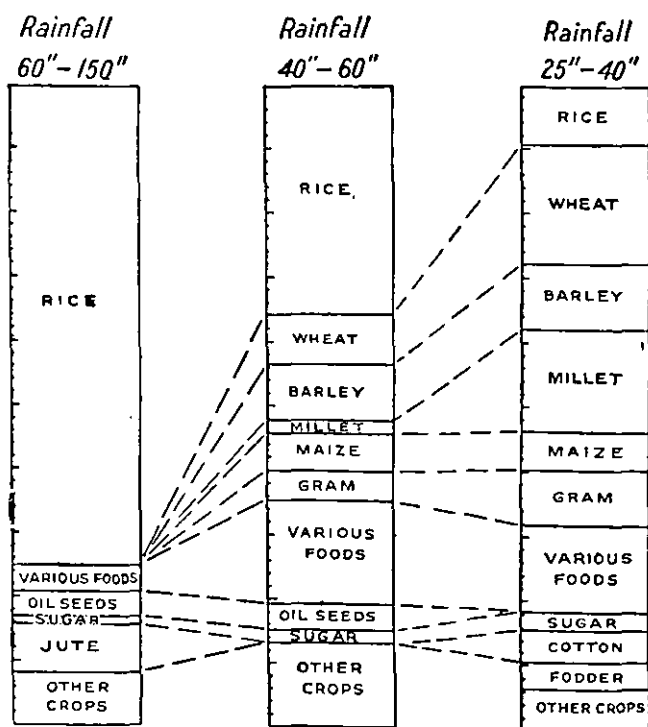 Rainfall
60"-150"
RICE
VARIOUS FOODS
OIL SEEDS
SUGAR
JUTE
OTHER
CROPS
Rainfall
40"-60"
RICE.
WHEAT
BARLEY
MILLET
MAIZE
GRAM
VARIOUS
FOODS
OIL SEEDS
SUGAR
OTHER
CROPS
Rainfall
25"-40"
RICE
WHEAT
BARLEY
MILLET
MAIZE
GRAM
VARIOUS
FOODS
SUGAR
COTTON
FODDER
OTHER CROPS